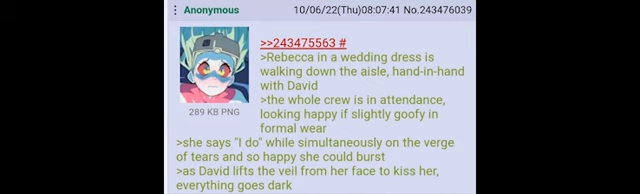 Anonymous 10/06/22(Thu)08:07:41 No.243476039
>>243475563 #
>Rebecca in a wedding dress is
walking down the aisle, hand-in-hand
with David
>the whole crew is in attendance,
looking happy if slightly goofy in
formal wear
289 KB PNG
>she says "I do" while simultaneously on the verge
of tears and so happy she could burst
>as David lifts the veil from her face to kiss her,
everything goes dark